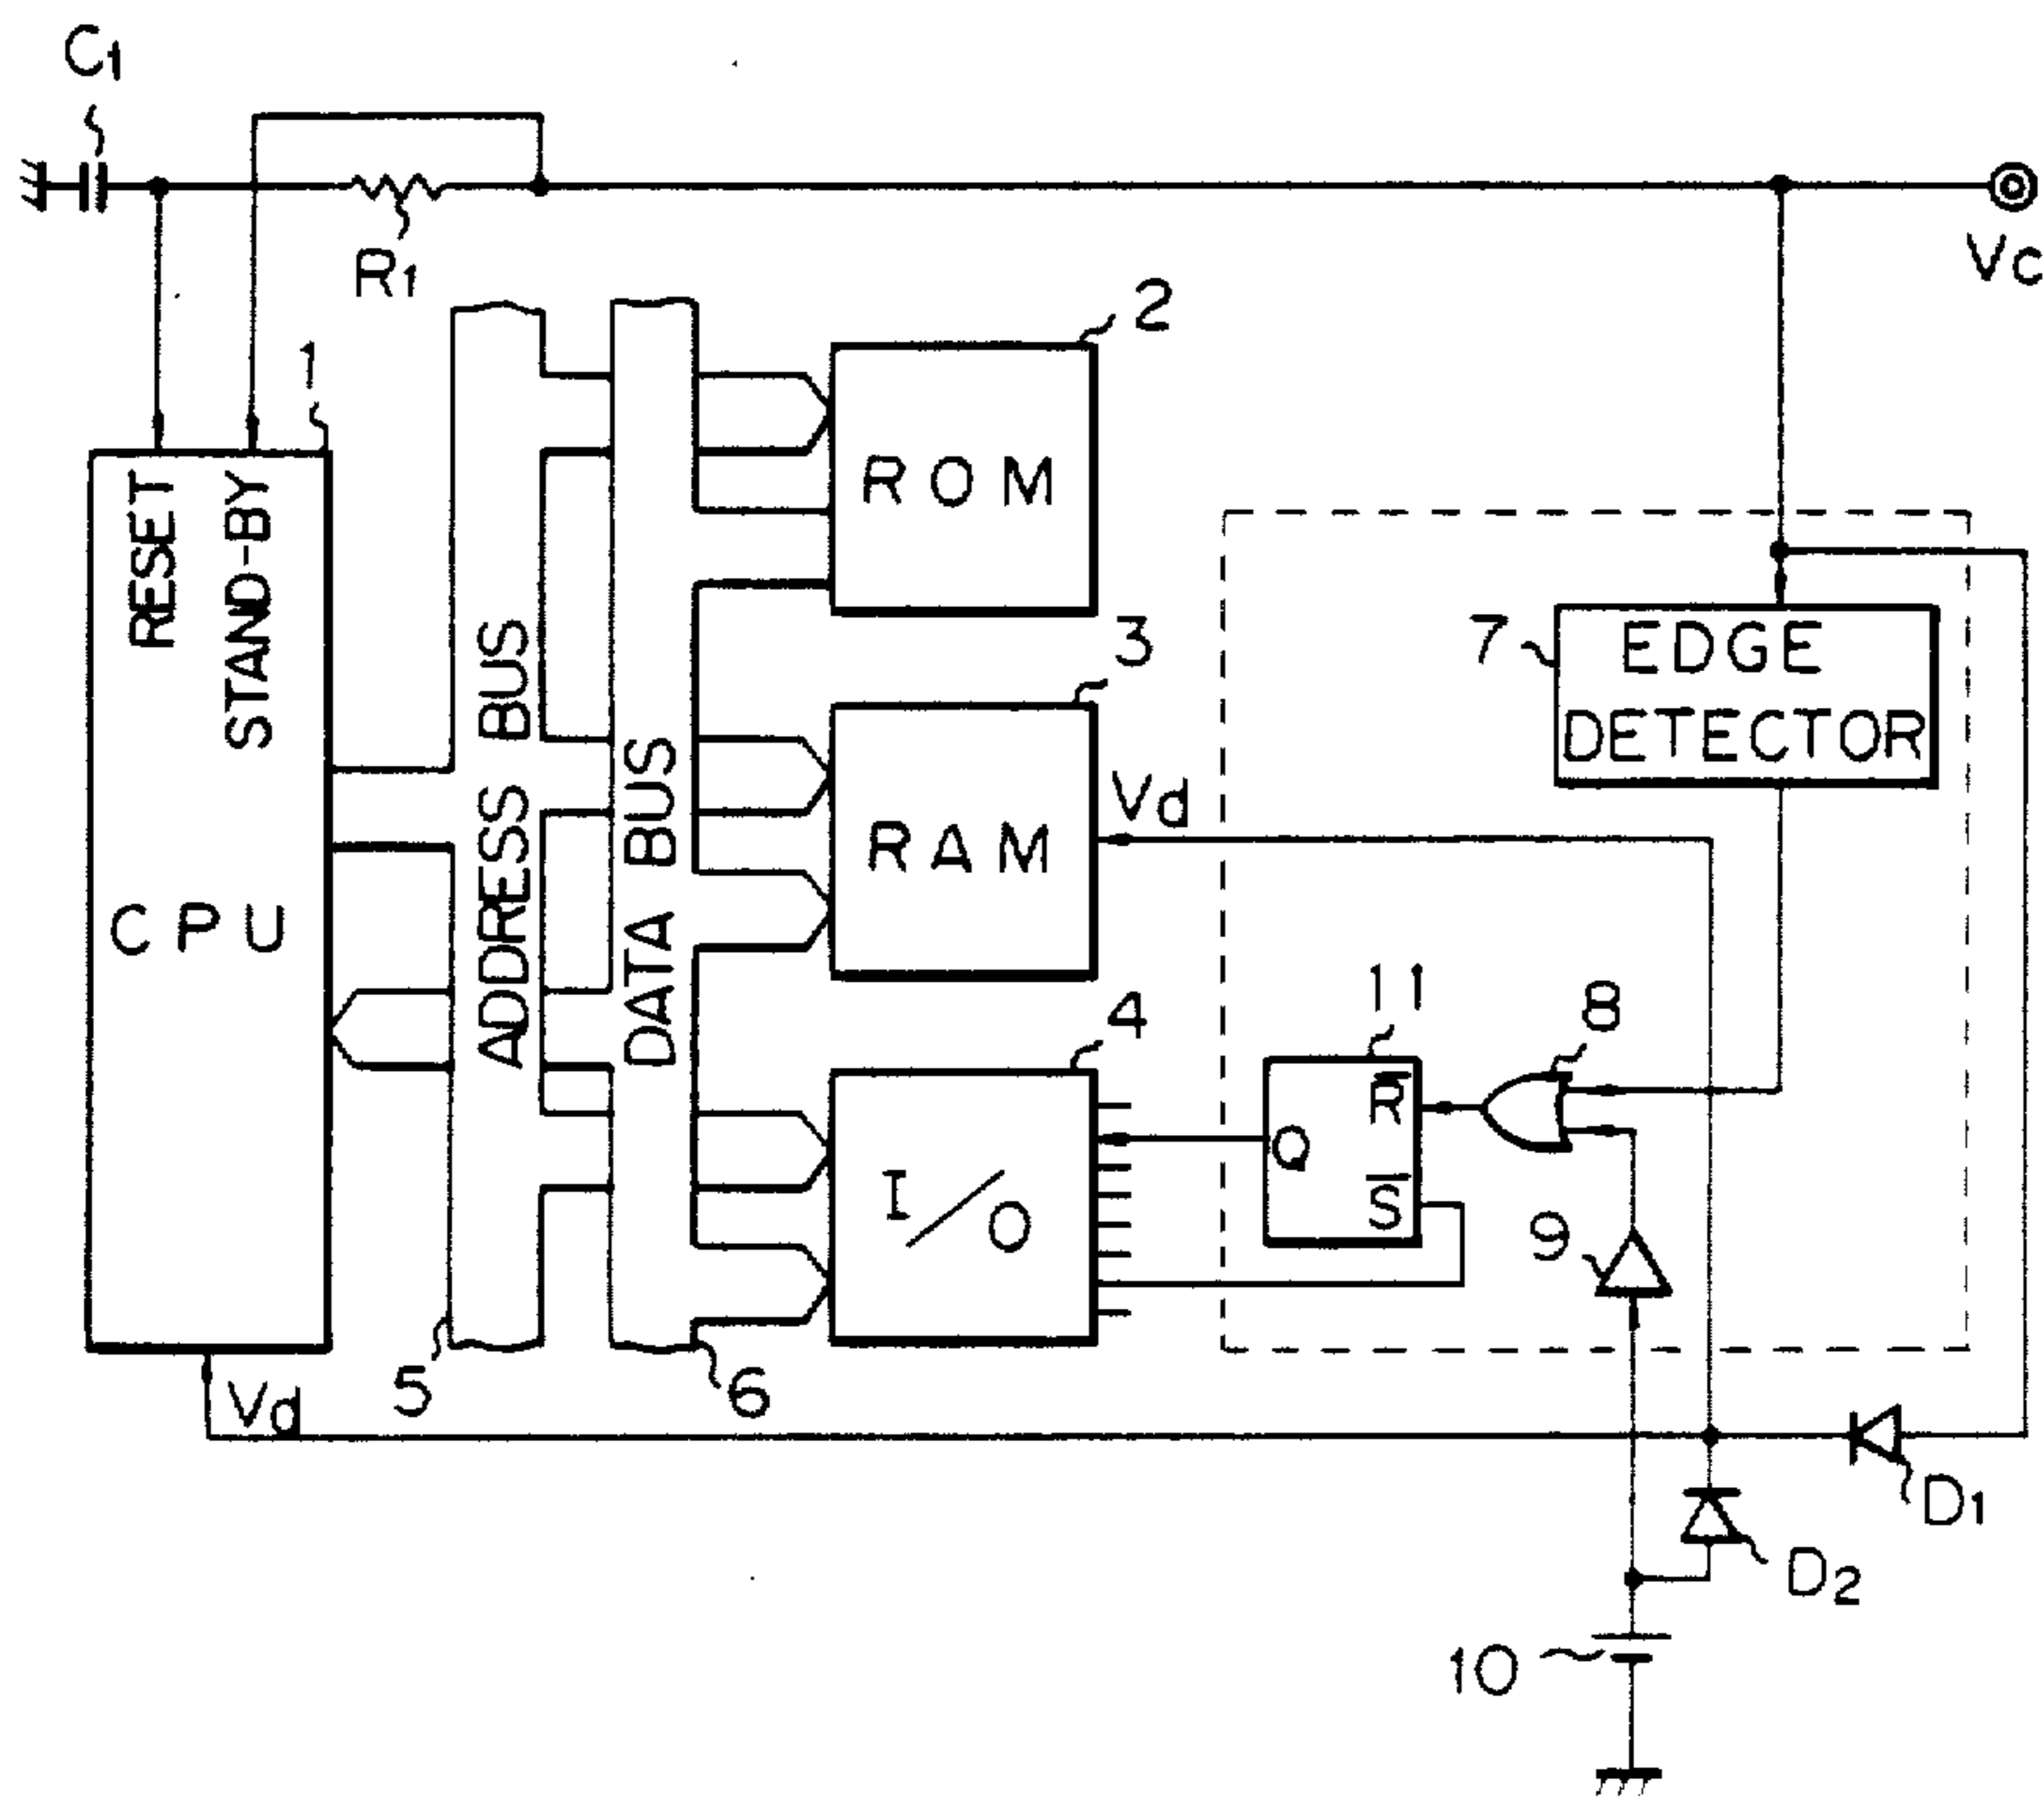 C1
R1
Vc
1
RESET
STAND-BY
CPU
ADDRESS BUS
DATA BUS
2
ROM
3
RAM
Vd
7
EDGE
DETECTOR
4
I/O
11
R̅
Q
S̅
8
9
5
6
Vd
D1
D2
10